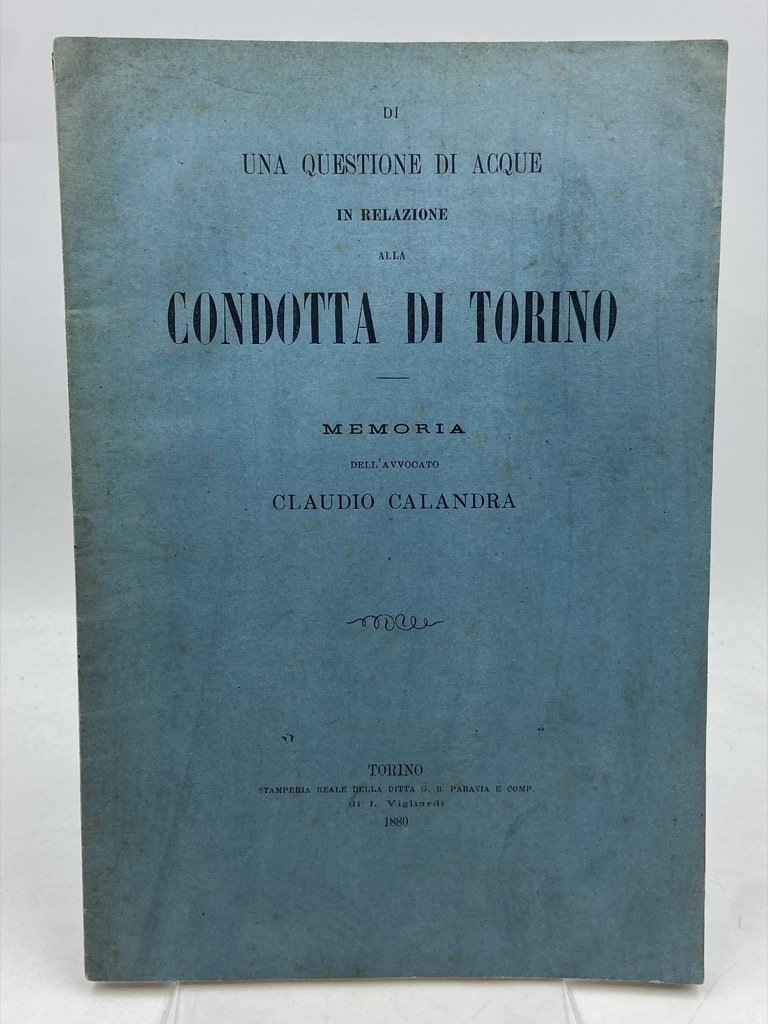 DI
UNA QUESTIONE DI ACQUE
IN RELAZIONE
ALLA
CONDOTTA DI TORINO
MEMORIA
DELL'AVVOCATO
CLAUDIO CALANDRA
TORINO
STAMPERIA REALE DELLA DITTA G. B. PARAVIA E COMP.
di I. Vigliardi
1880